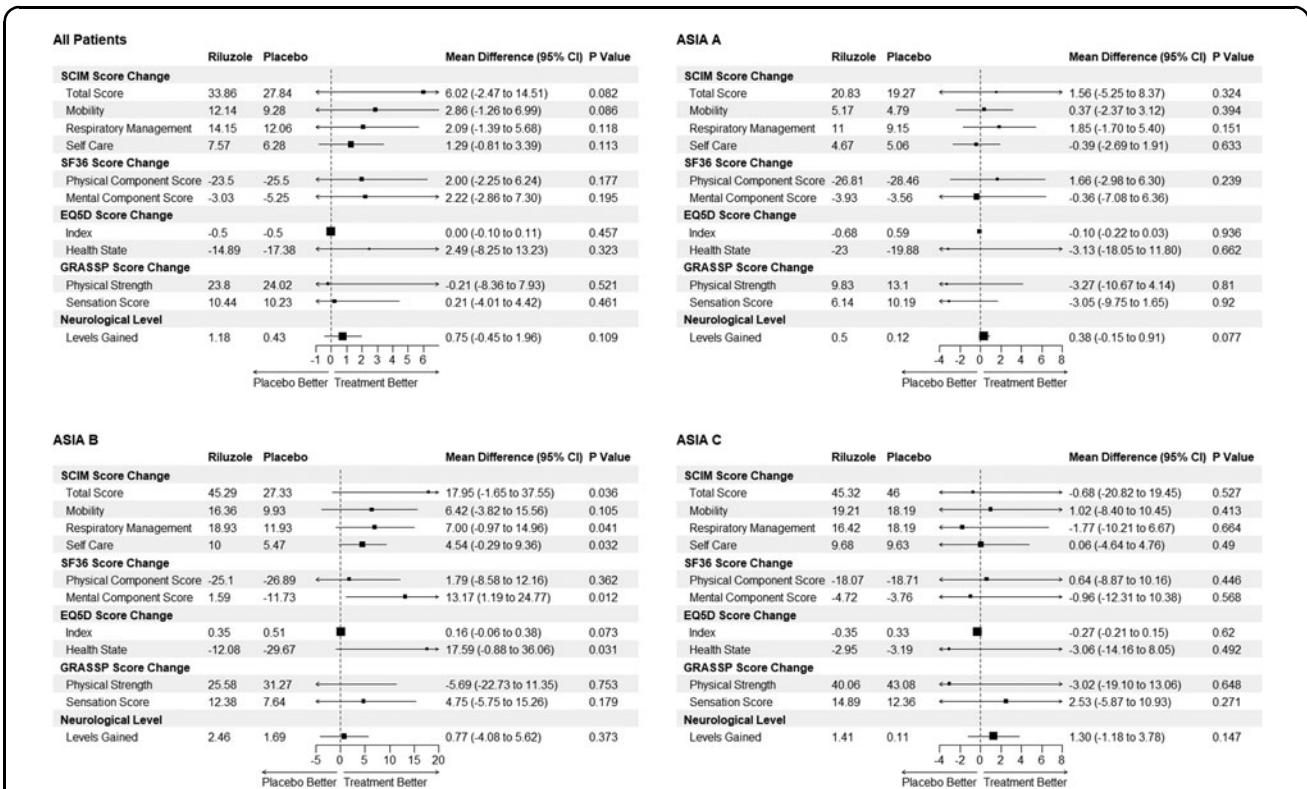 All Patients
Riluzole Placebo Mean Difference (95% CI) P Value
SCIM Score Change
Total Score 33.86 27.84 6.02 (-2.47 to 14.51) 0.082
Mobility 12.14 9.28 2.86 (-1.26 to 6.99) 0.086
Respiratory Management 14.15 12.06 2.09 (-1.39 to 5.68) 0.118
Self Care 7.57 6.28 1.29 (-0.81 to 3.39) 0.113
SF36 Score Change
Physical Component Score -23.5 -25.5 2.00 (-2.25 to 6.24) 0.177
Mental Component Score -3.03 -5.25 2.22 (-2.86 to 7.30) 0.195
EQ5D Score Change
Index -0.5 -0.5 0.00 (-0.10 to 0.11) 0.457
Health State -14.89 -17.38 2.49 (-8.25 to 13.23) 0.323
GRASSP Score Change
Physical Strength 23.8 24.02 -0.21 (-8.36 to 7.93) 0.521
Sensation Score 10.44 10.23 0.21 (-4.01 to 4.42) 0.461
Neurological Level
Levels Gained 1.18 0.43 0.75 (-0.45 to 1.96) 0.109
-1 0 1 2 3 4 5 6
Placebo Better Treatment Better
ASIA A
Riluzole Placebo Mean Difference (95% CI) P Value
SCIM Score Change
Total Score 20.83 19.27 1.56 (-5.25 to 8.37) 0.324
Mobility 5.17 4.79 0.37 (-2.37 to 3.12) 0.394
Respiratory Management 11 9.15 1.85 (-1.70 to 5.40) 0.151
Self Care 4.67 5.06 -0.39 (-2.69 to 1.91) 0.633
SF36 Score Change
Physical Component Score -26.81 -28.46 1.66 (-2.98 to 6.30) 0.239
Mental Component Score -3.93 -3.56 -0.36 (-7.08 to 6.36)
EQ5D Score Change
Index -0.68 0.59 -0.10 (-0.22 to 0.03) 0.936
Health State -23 -19.88 -3.13 (-18.05 to 11.80) 0.662
GRASSP Score Change
Physical Strength 9.83 13.1 -3.27 (-10.67 to 4.14) 0.81
Sensation Score 6.14 10.19 -3.05 (-9.75 to 1.65) 0.92
Neurological Level
Levels Gained 0.5 0.12 0.38 (-0.15 to 0.91) 0.077
-4 -2 0 2 4 6 8
Placebo Better Treatment Better
ASIA B
Riluzole Placebo Mean Difference (95% CI) P Value
SCIM Score Change
Total Score 45.29 27.33 17.95 (-1.65 to 37.55) 0.036
Mobility 16.36 9.93 6.42 (-3.82 to 15.56) 0.105
Respiratory Management 18.93 11.93 7.00 (-0.97 to 14.96) 0.041
Self Care 10 5.47 4.54 (-0.29 to 9.36) 0.032
SF36 Score Change
Physical Component Score -25.1 -26.89 1.79 (-8.58 to 12.16) 0.362
Mental Component Score 1.59 -11.73 13.17 (1.19 to 24.77) 0.012
EQ5D Score Change
Index 0.35 0.51 0.16 (-0.06 to 0.38) 0.073
Health State -12.08 -29.67 17.59 (-0.88 to 36.06) 0.031
GRASSP Score Change
Physical Strength 25.58 31.27 -5.69 (-22.73 to 11.35) 0.753
Sensation Score 12.38 7.64 4.75 (-5.75 to 15.26) 0.179
Neurological Level
Levels Gained 2.46 1.69 0.77 (-4.08 to 5.62) 0.373
-5 0 5 10 15 20
Placebo Better Treatment Better
ASIA C
Riluzole Placebo Mean Difference (95% CI) P Value
SCIM Score Change
Total Score 45.32 46 -0.68 (-20.82 to 19.45) 0.527
Mobility 19.21 18.19 1.02 (-8.40 to 10.45) 0.413
Respiratory Management 16.42 18.19 -1.77 (-10.21 to 6.67) 0.664
Self Care 9.68 9.63 0.06 (-4.64 to 4.76) 0.49
SF36 Score Change
Physical Component Score -18.07 -18.71 0.64 (-8.87 to 10.16) 0.446
Mental Component Score -4.72 -3.76 -0.96 (-12.31 to 10.38) 0.568
EQ5D Score Change
Index -0.35 0.33 -0.27 (-0.21 to 0.15) 0.62
Health State -2.95 -3.19 -3.06 (-14.16 to 8.05) 0.492
GRASSP Score Change
Physical Strength 40.06 43.08 -3.02 (-19.10 to 13.06) 0.648
Sensation Score 14.89 12.36 2.53 (-5.87 to 10.93) 0.271
Neurological Level
Levels Gained 1.41 0.11 1.30 (-1.18 to 3.78) 0.147
-4 -2 0 2 4 6 8
Placebo Better Treatment Better